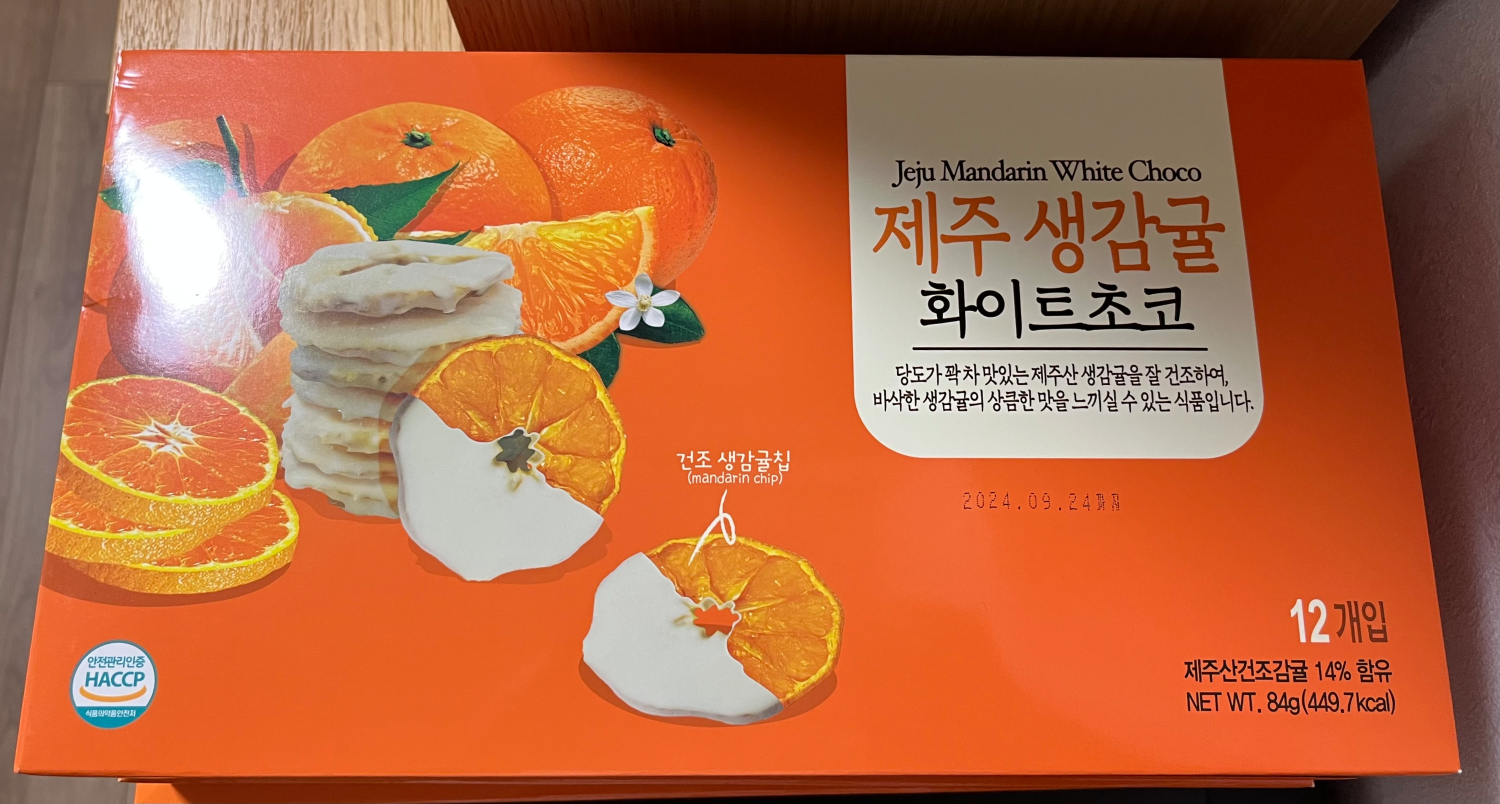 Jeju Mandarin White Choco
제주 생감귤
화이트초코
당도가 꽉 차 맛있는 제주산 생감귤을 잘 건조하여,
바삭한 생감귤의 상큼한 맛을 느끼실 수 있는 식품입니다.
건조 생감귤칩
(mandarin chip)
2024.09.24까지
12개입
제주산건조감귤 14% 함유
NET WT. 84g(449.7kcal)
안전관리인증
HACCP
식품의약품안전처